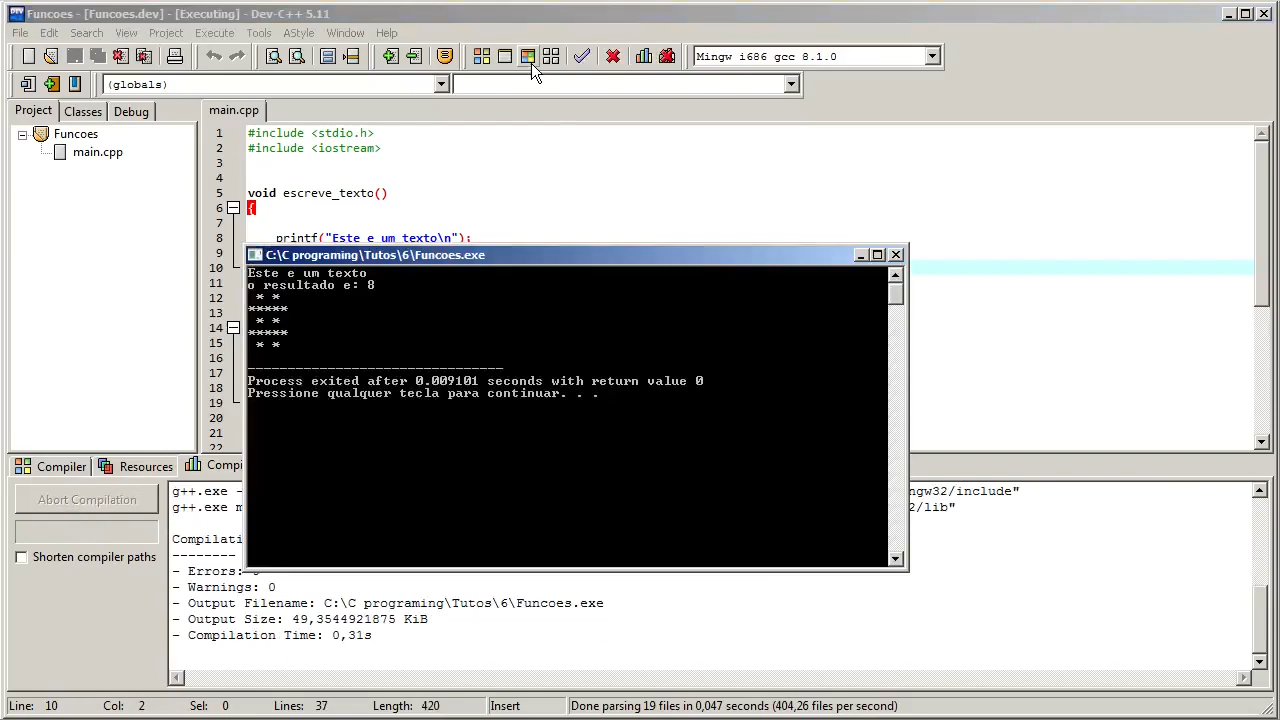 Funcoes - [Funcoes.dev] - [Executing] - Dev-C++ 5.11
File Edit Search View Project Execute Tools AStyle Window Help
Mingw i686 gcc 8.1.0
(globals)
Project Classes Debug
main.cpp
Funcoes
main.cpp
1 #include <stdio.h>
2 #include <iostream>
3
4
5 void escreve_texto()
6 {
7
8 printf("Este e um texto\n");
9
10
11
12
13
14
15
16
17
18
19
20
21
22
C:\C programing\Tutos\6\Funcoes.exe
Este e um texto
o resultado e: 8
* *
*****
* *
*****
* *
--------------------------------
Process exited after 0.009101 seconds with return value 0
Pressione qualquer tecla para continuar. . .
Compiler Resources
Abort Compilation
Shorten compiler paths
g++.exe
g++.exe
--------
- Errors:
- Warnings: 0
- Output Filename: C:\C programing\Tutos\6\Funcoes.exe
- Output Size: 49,3544921875 KiB
- Compilation Time: 0,31s
Line: 10 Col: 2 Sel: 0 Lines: 37 Length: 420 Insert Done parsing 19 files in 0,047 seconds (404,26 files per second)